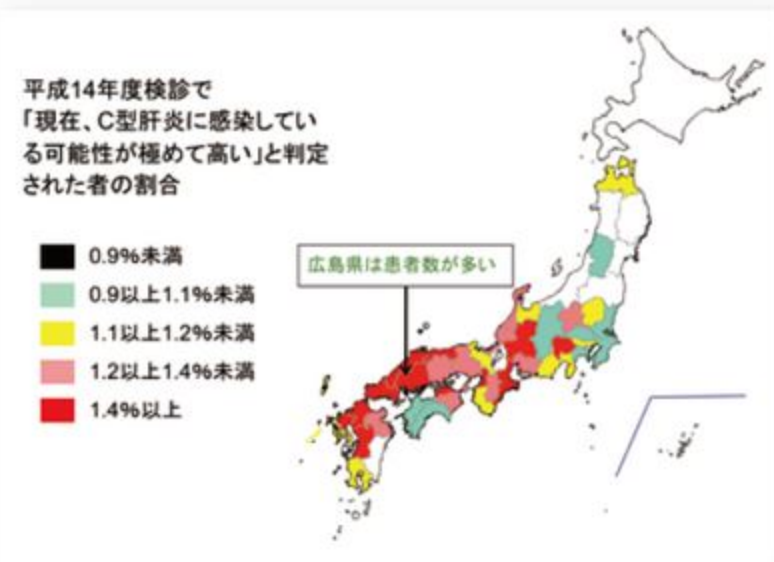 平成14年度検診で
「現在、C型肝炎に感染してい
る可能性が極めて高い」と判定
された者の割合
0.9%未満
0.9以上1.1%未満
1.1以上1.2%未満
1.2以上1.4%未満
1.4%以上
広島県は患者数が多い